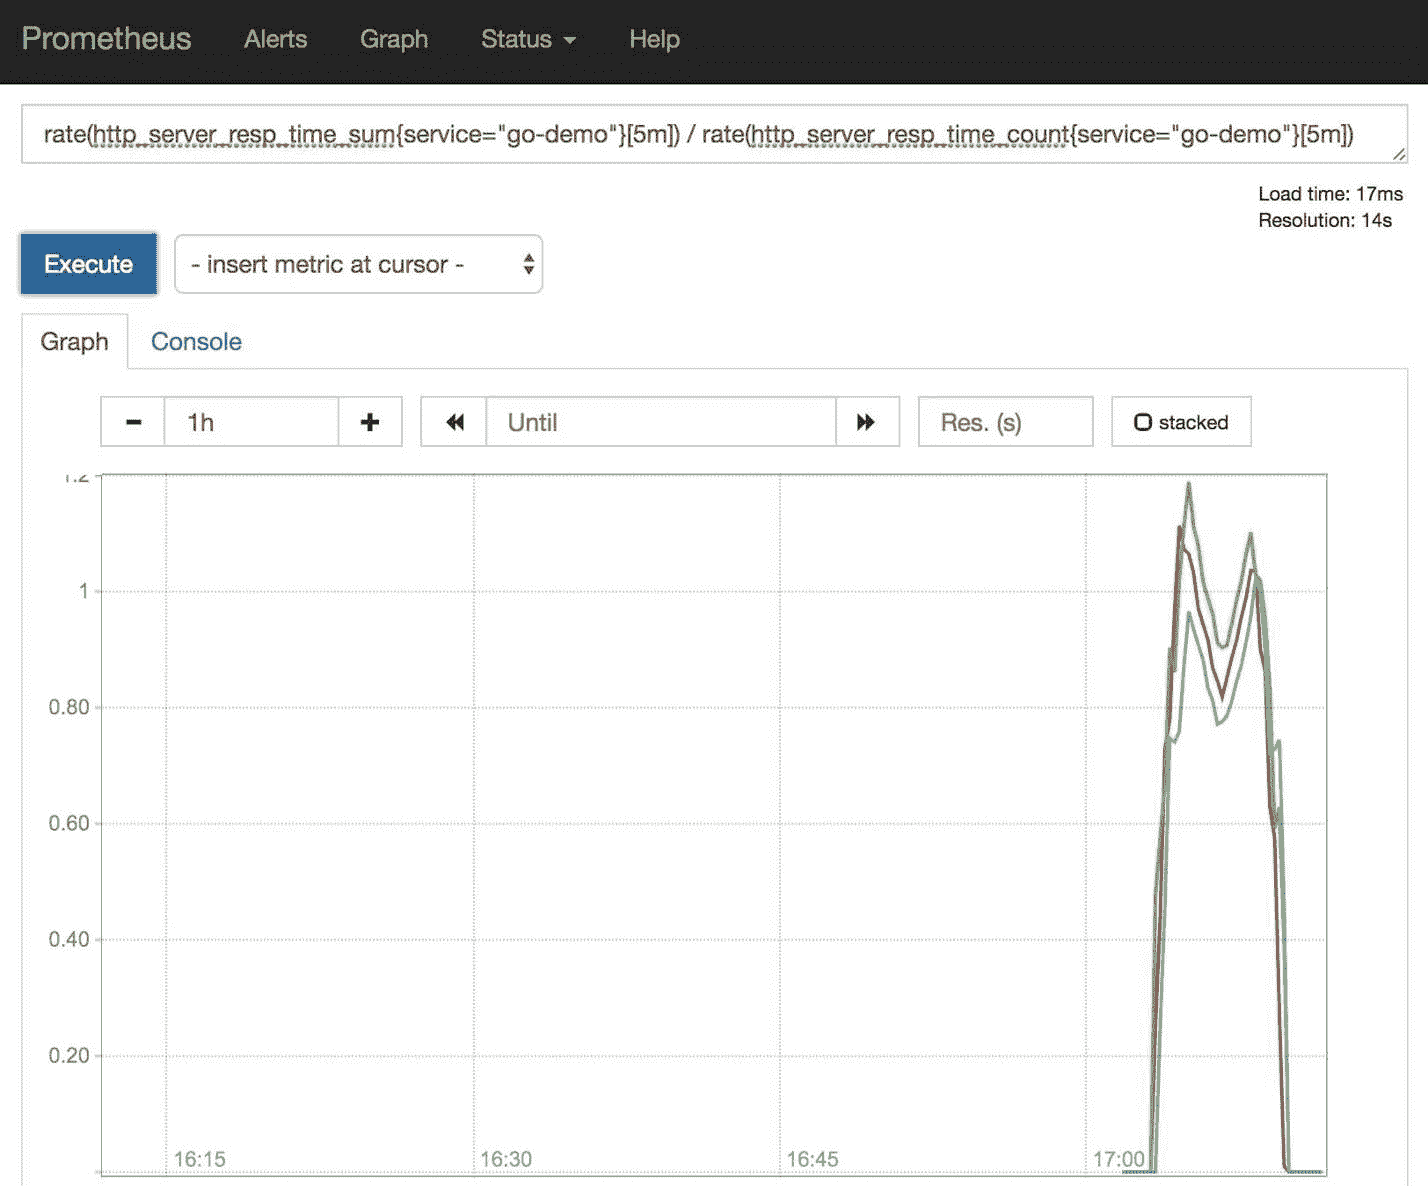 Prometheus Alerts Graph Status Help
rate(http_server_resp_time_sum{service="go-demo"}[5m]) / rate(http_server_resp_time_count{service="go-demo"}[5m])
Load time: 17ms
Resolution: 14s
Execute - insert metric at cursor -
Graph Console
1h Until Res. (s) stacked
1.2
1
0.80
0.60
0.40
0.20
16:15 16:30 16:45 17:00